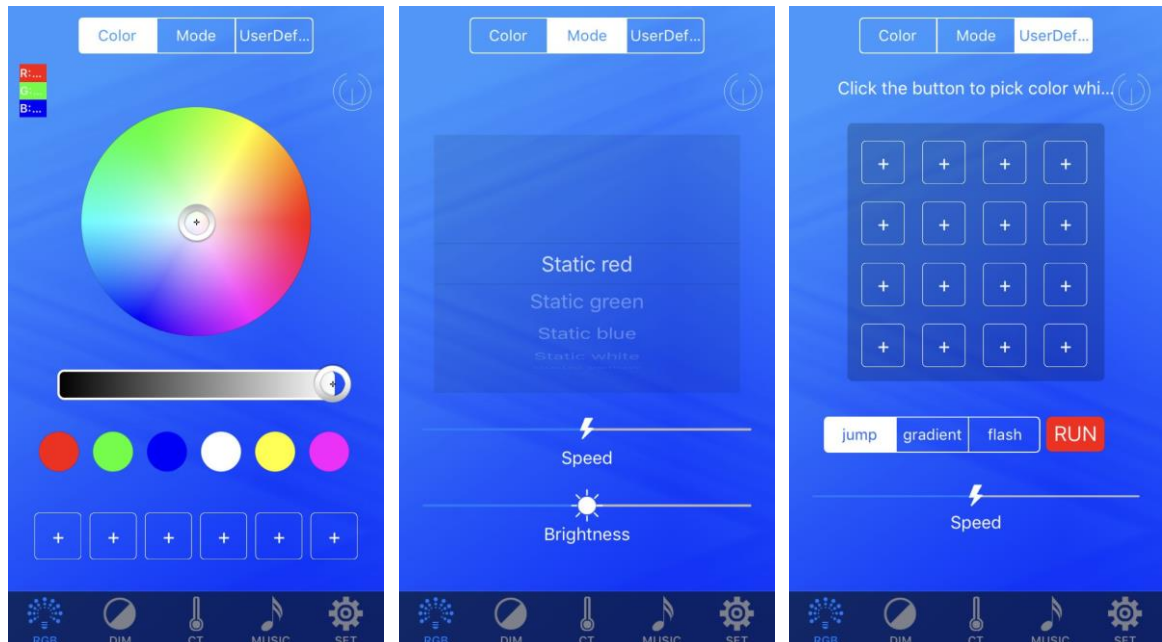 Color Mode UserDef...
R:...
G:...
B:...
RGB DIM CT MUSIC SET
Color Mode UserDef...
Static red
Static green
Static blue
Static white
Speed
Brightness
RGB DIM CT MUSIC SET
Color Mode UserDef...
Click the button to pick color whi...
jump gradient flash RUN
Speed
RGB DIM CT MUSIC SET